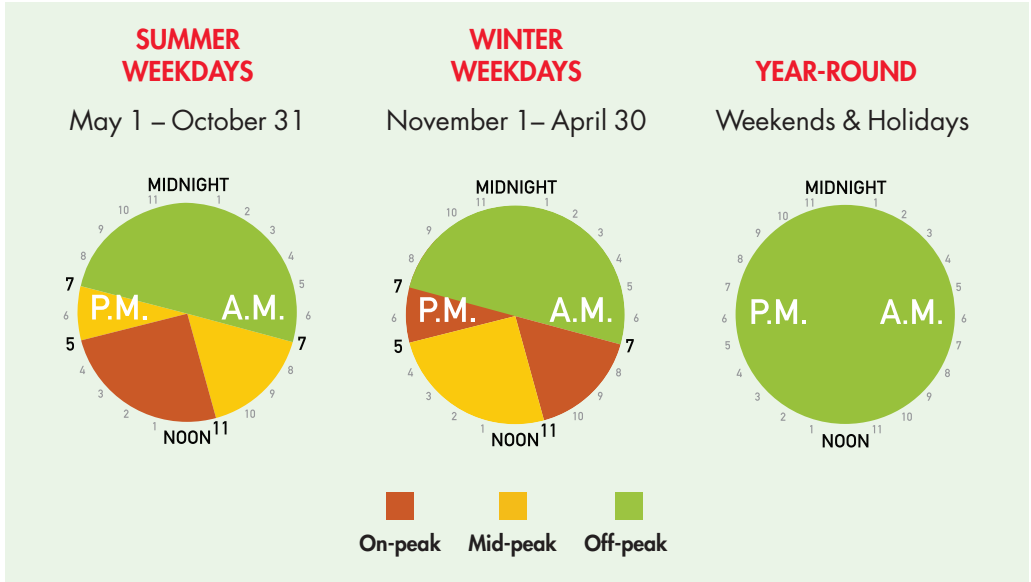 SUMMER
WEEKDAYS
May 1 – October 31
MIDNIGHT
11
1
10
2
9
3
8
4
7
5
P.M.
A.M.
6
6
5
7
4
8
3
9
2
10
1
NOON
11
WINTER
WEEKDAYS
November 1– April 30
MIDNIGHT
11
1
10
2
9
3
8
4
7
5
P.M.
A.M.
6
6
5
7
4
8
3
9
2
10
1
NOON
11
YEAR-ROUND
Weekends & Holidays
MIDNIGHT
11
1
10
2
9
3
8
4
7
5
P.M.
A.M.
6
6
5
7
4
8
3
9
2
10
1
NOON
11
On-peak
Mid-peak
Off-peak